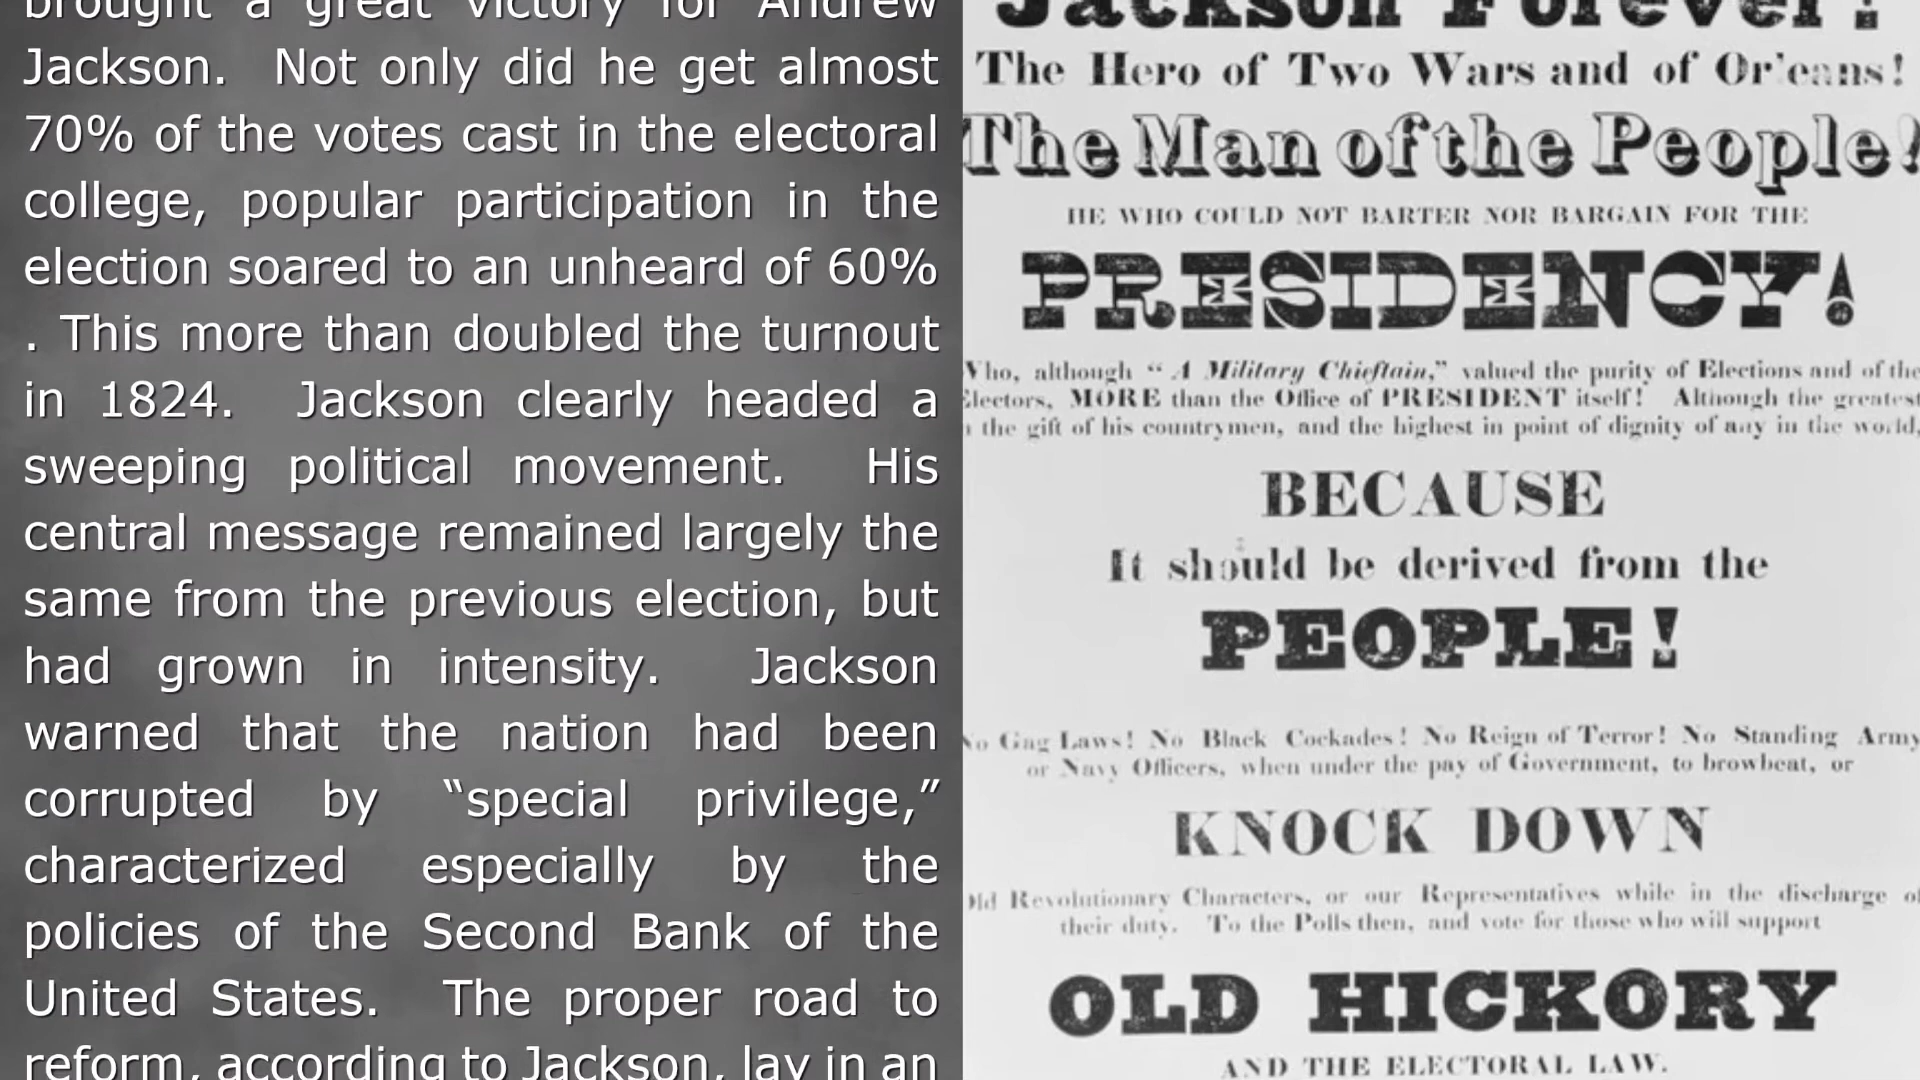 brought a great victory for Andrew
Jackson. Not only did he get almost
70% of the votes cast in the electoral
college, popular participation in the
election soared to an unheard of 60%
. This more than doubled the turnout
in 1824. Jackson clearly headed a
sweeping political movement. His
central message remained largely the
same from the previous election, but
had grown in intensity. Jackson
warned that the nation had been
corrupted by “special privilege,”
characterized especially by the
policies of the Second Bank of the
United States. The proper road to
reform, according to Jackson, lay in an
Jackson Forever!
The Hero of Two Wars and of Orleans!
The Man of the People!
HE WHO COULD NOT BARTER NOR BARGAIN FOR THE
PRESIDENCY!
Who, although “A Military Chieftain,” valued the purity of Elections and of the
Electors, MORE than the Office of PRESIDENT itself! Although the greatest
the gift of his countrymen, and the highest in point of dignity of any in the world,
BECAUSE
It should be derived from the
PEOPLE!
No Gag Laws! No Black Cockades! No Reign of Terror! No Standing Army
or Navy Officers, when under the pay of Government, to browbeat, or
KNOCK DOWN
Old Revolutionary Characters, or our Representatives while in the discharge of
their duty. To the Polls then, and vote for those who will support
OLD HICKORY
AND THE ELECTORAL LAW.